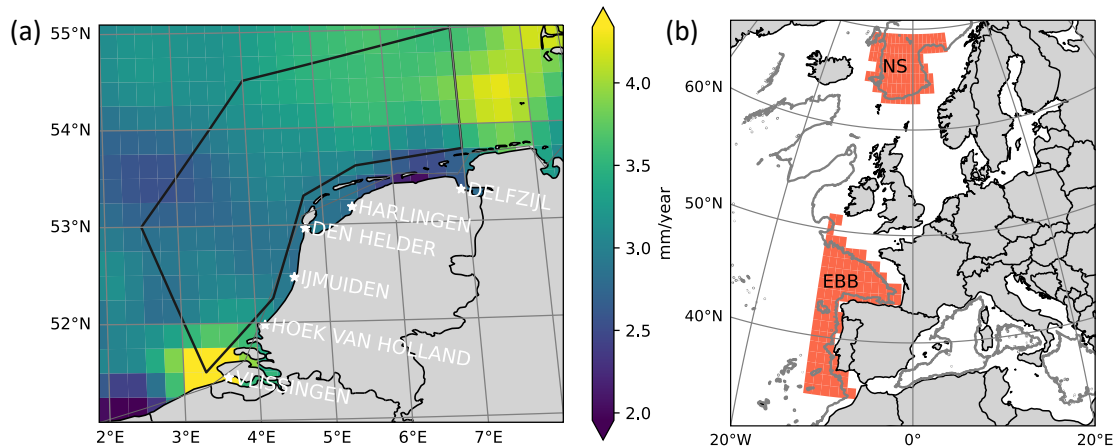 (a)
55°N
54°N
53°N
52°N
2°E
3°E
4°E
5°E
6°E
7°E
DELFZIJL
HARLINGEN
DEN HELDER
IJMUIDEN
HOEK VAN HOLLAND
VLISSINGEN
4.0
3.5
3.0
2.5
2.0
mm/year
(b)
60°N
50°N
40°N
20°W
0°
20°E
NS
EBB